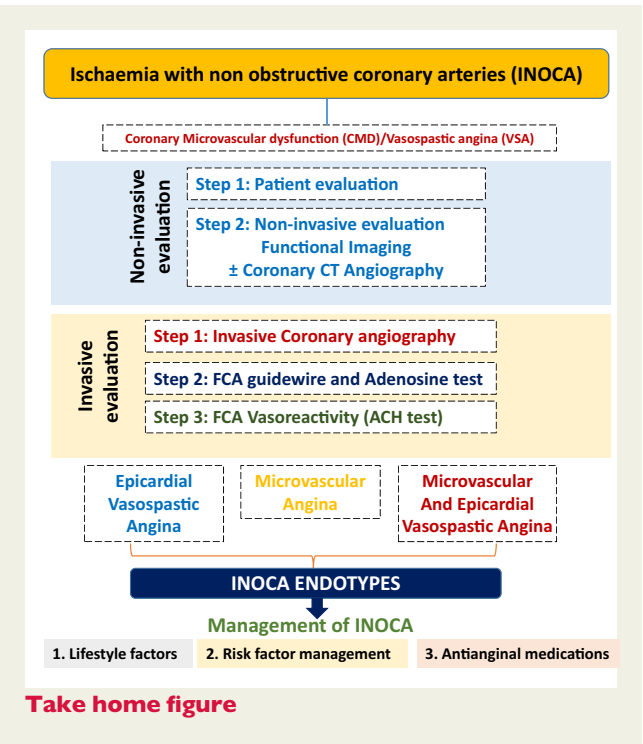 Ischaemia with non obstructive coronary arteries (INOCA)
Coronary Microvascular dysfunction (CMD)/Vasospastic angina (VSA)
Non-invasive
evaluation
Step 1: Patient evaluation
Step 2: Non-invasive evaluation
Functional Imaging
± Coronary CT Angiography
Invasive
evaluation
Step 1: Invasive Coronary angiography
Step 2: FCA guidewire and Adenosine test
Step 3: FCA Vasoreactivity (ACH test)
Epicardial
Vasospastic
Angina
Microvascular
Angina
Microvascular
And Epicardial
Vasospastic Angina
INOCA ENDOTYPES
Management of INOCA
1. Lifestyle factors
2. Risk factor management
3. Antianginal medications
Take home figure